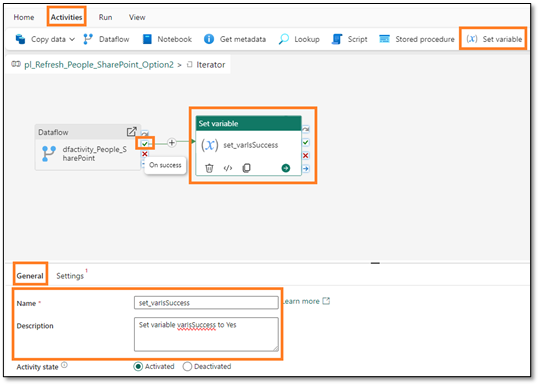 Home Activities Run View
Copy data Dataflow Notebook Get metadata Lookup Script Stored procedure (x) Set variable
pl_Refresh_People_SharePoint_Option2 > Iterator
Dataflow
dfactivity_People_S
harePoint
On success
Set variable
(x) set_varIsSuccess
General Settings 1
Name * set_varIsSuccess Learn more
Description Set variable varIsSuccess to Yes
Activity state Activated Deactivated